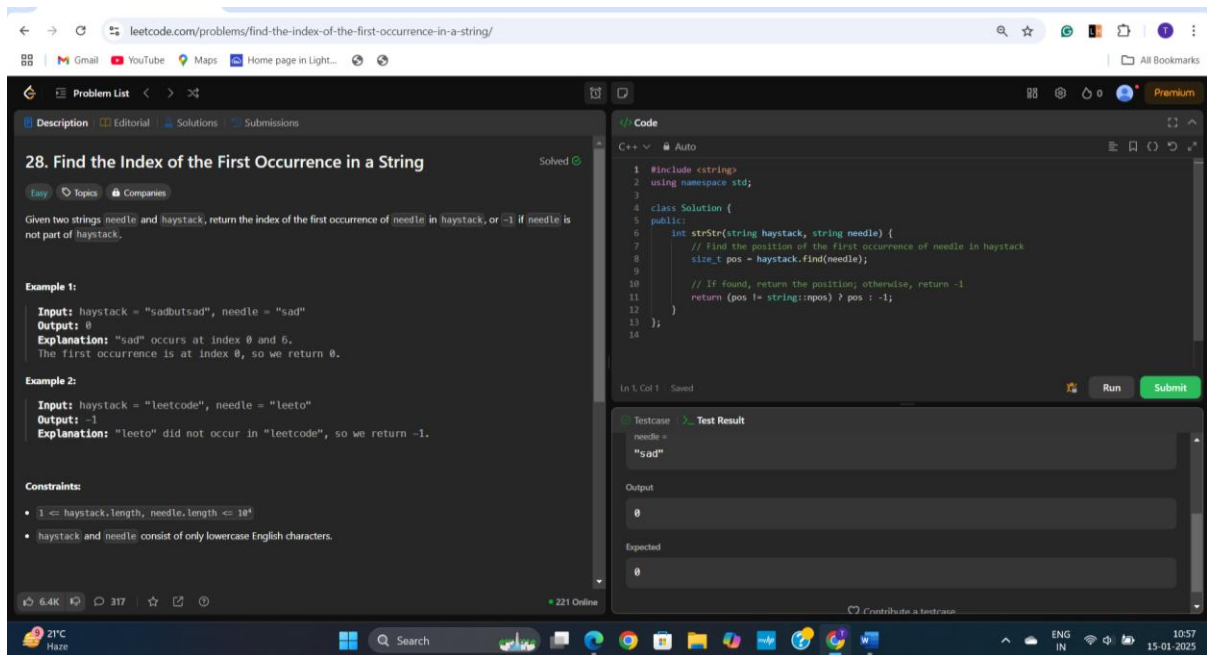 leetcode.com/problems/find-the-index-of-the-first-occurrence-in-a-string/
T
Gmail YouTube Maps Home page in Light...
All Bookmarks
Problem List
0
Premium
Description Editorial Solutions Submissions
28. Find the Index of the First Occurrence in a String
Solved
Easy Topics Companies
Given two strings needle and haystack, return the index of the first occurrence of needle in haystack, or -1 if needle is
not part of haystack.
Example 1:
Input: haystack = "sadbutsad", needle = "sad"
Output: 0
Explanation: "sad" occurs at index 0 and 6.
The first occurrence is at index 0, so we return 0.
Example 2:
Input: haystack = "leetcode", needle = "leeto"
Output: -1
Explanation: "leeto" did not occur in "leetcode", so we return -1.
Constraints:
• 1 <= haystack.length, needle.length <= 10⁴
• haystack and needle consist of only lowercase English characters.
6.4K 317
221 Online
</> Code
C++ Auto
1 #include <string>
2 using namespace std;
3
4 class Solution {
5 public:
6 int strStr(string haystack, string needle) {
7 // Find the position of the first occurrence of needle in haystack
8 size_t pos = haystack.find(needle);
9
10 // If found, return the position; otherwise, return -1
11 return (pos != string::npos) ? pos : -1;
12 }
13 };
14
Ln 1, Col 1 Saved
Run Submit
Testcase >_ Test Result
needle =
"sad"
Output
0
Expected
0
Contribute a testcase
21°C
Haze
Search
ENG
IN
10:57
15-01-2025